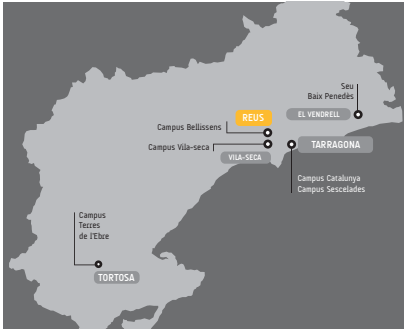 Seu
Baix Penedès
EL VENDRELL
REUS
Campus Bellissens
Campus Vila-seca
VILA-SECA
TARRAGONA
Campus Catalunya
Campus Sescelades
Campus
Terres
de l'Ebre
TORTOSA